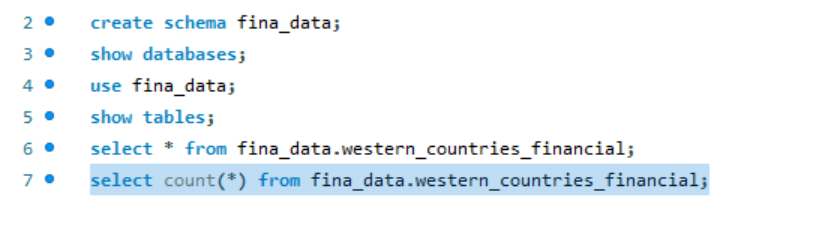 2 create schema fina_data;
3 show databases;
4 use fina_data;
5 show tables;
6 select * from fina_data.western_countries_financial;
7 select count(*) from fina_data.western_countries_financial;